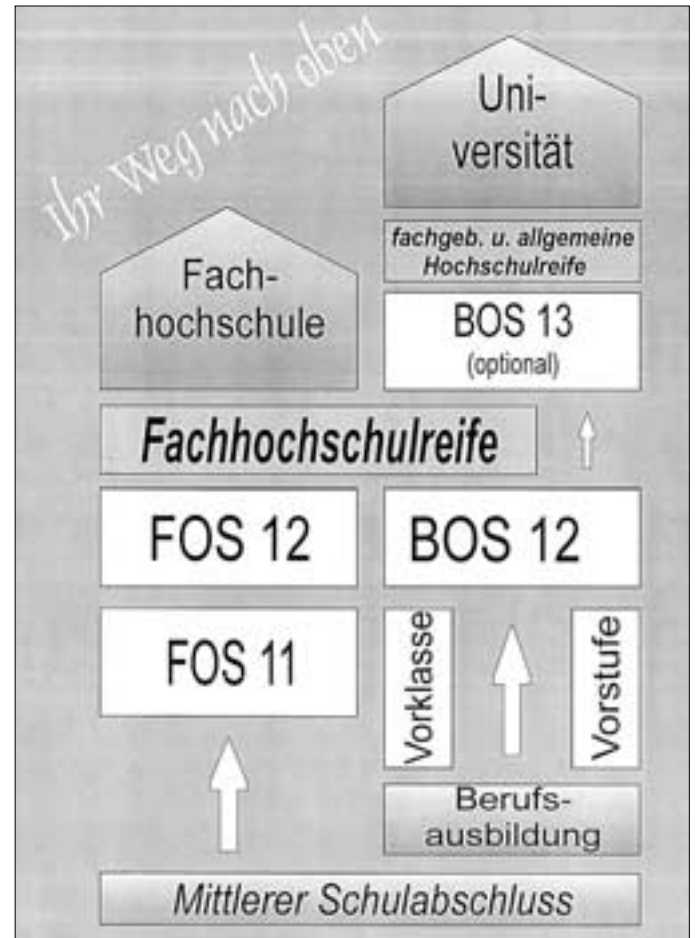 Ihr Weg nach oben
Uni-
versität
fachgeb. u. allgemeine
Hochschulreife
Fach-
hochschule
BOS 13
(optional)
Fachhochschulreife
FOS 12
BOS 12
FOS 11
Vorklasse
Vorstufe
Berufs-
ausbildung
Mittlerer Schulabschluss